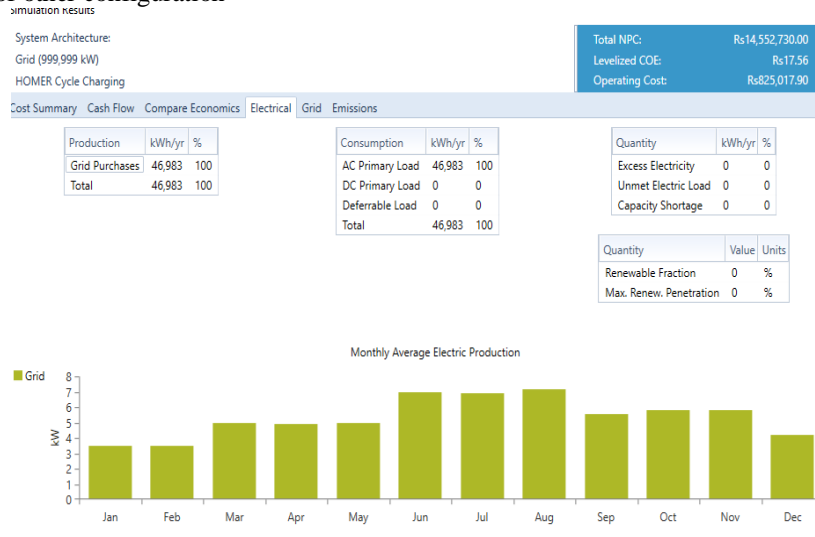 or other configuration
Simulation Results
System Architecture:
Grid (999,999 kW)
HOMER Cycle Charging
Total NPC: Rs14,552,730.00
Levelized COE: Rs17.56
Operating Cost: Rs825,017.90
Cost Summary Cash Flow Compare Economics Electrical Grid Emissions
Production kWh/yr %
Grid Purchases 46,983 100
Total 46,983 100
Consumption kWh/yr %
AC Primary Load 46,983 100
DC Primary Load 0 0
Deferrable Load 0 0
Total 46,983 100
Quantity kWh/yr %
Excess Electricity 0 0
Unmet Electric Load 0 0
Capacity Shortage 0 0
Quantity Value Units
Renewable Fraction 0 %
Max. Renew. Penetration 0 %
Monthly Average Electric Production
Grid
kW
8
7
6
5
4
3
2
1
0
Jan Feb Mar Apr May Jun Jul Aug Sep Oct Nov Dec